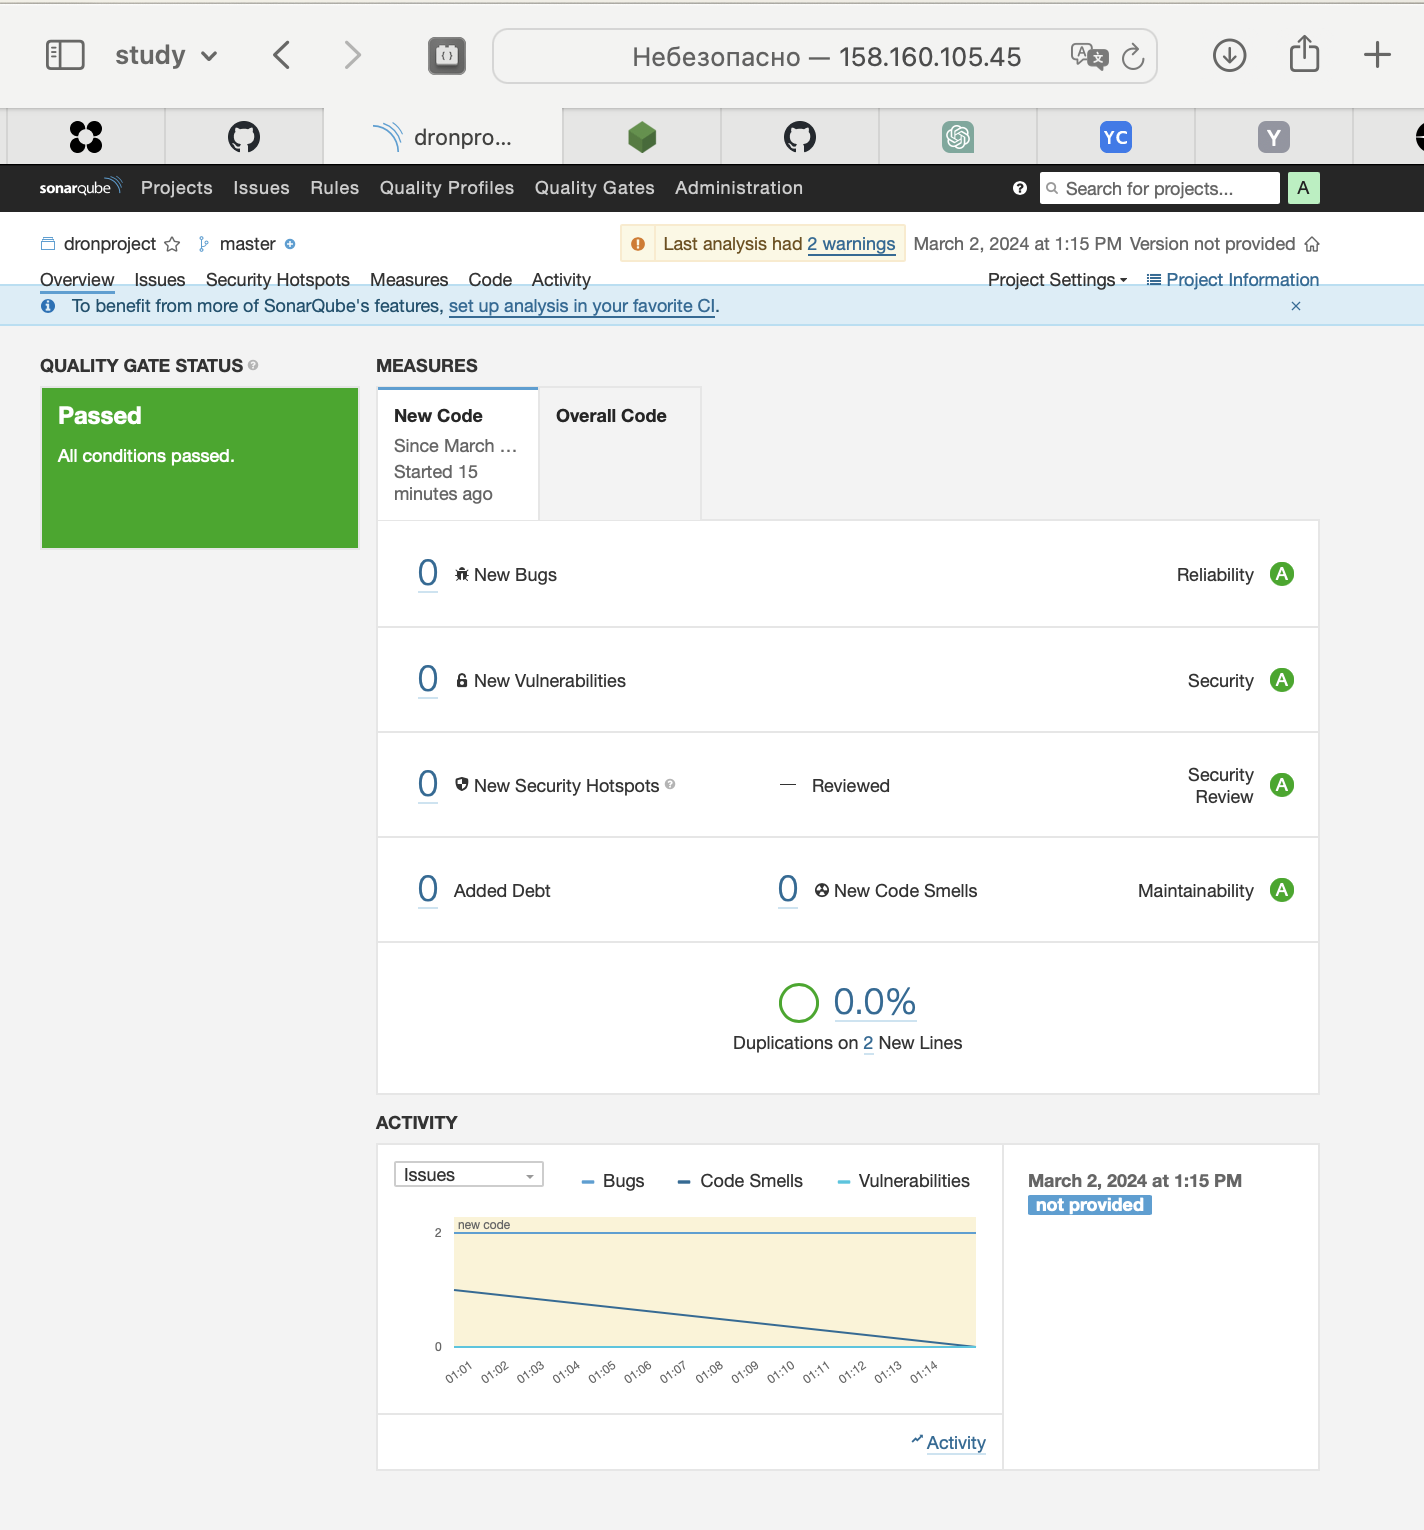 study
Небезопасно — 158.160.105.45
dronpro...
YC
Y
sonarqube Projects Issues Rules Quality Profiles Quality Gates Administration
? Search for projects... A
dronproject master
Last analysis had 2 warnings March 2, 2024 at 1:15 PM Version not provided
Overview Issues Security Hotspots Measures Code Activity
Project Settings Project Information
To benefit from more of SonarQube's features, set up analysis in your favorite CI.
QUALITY GATE STATUS
Passed
All conditions passed.
MEASURES
New Code
Since March ...
Started 15
minutes ago
Overall Code
0 New Bugs
Reliability A
0 New Vulnerabilities
Security A
0 New Security Hotspots
— Reviewed
Security
Review A
0 Added Debt
0 New Code Smells
Maintainability A
0.0%
Duplications on 2 New Lines
ACTIVITY
Issues
Bugs Code Smells Vulnerabilities
new code
2
0
01:01 01:02 01:03 01:04 01:05 01:06 01:07 01:08 01:09 01:10 01:11 01:12 01:13 01:14
Activity
March 2, 2024 at 1:15 PM
not provided